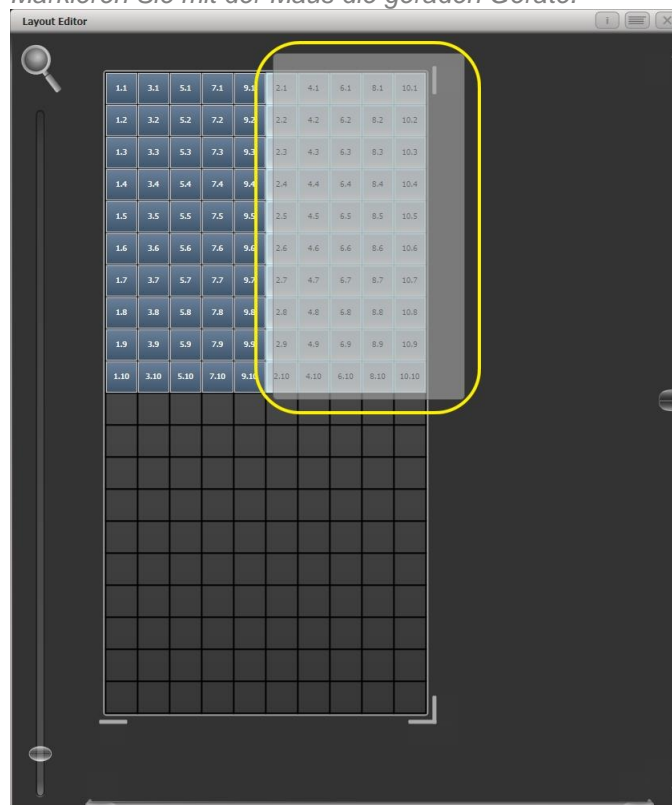 Markieren Sie mit der Maus die geraden Geräte.
Layout Editor
1.1 3.1 5.1 7.1 9.1 2.1 4.1 6.1 8.1 10.1
1.2 3.2 5.2 7.2 9.2 2.2 4.2 6.2 8.2 10.2
1.3 3.3 5.3 7.3 9.3 2.3 4.3 6.3 8.3 10.3
1.4 3.4 5.4 7.4 9.4 2.4 4.4 6.4 8.4 10.4
1.5 3.5 5.5 7.5 9.5 2.5 4.5 6.5 8.5 10.5
1.6 3.6 5.6 7.6 9.6 2.6 4.6 6.6 8.6 10.6
1.7 3.7 5.7 7.7 9.7 2.7 4.7 6.7 8.7 10.7
1.8 3.8 5.8 7.8 9.8 2.8 4.8 6.8 8.8 10.8
1.9 3.9 5.9 7.9 9.9 2.9 4.9 6.9 8.9 10.9
1.10 3.10 5.10 7.10 9.10 2.10 4.10 6.10 8.10 10.10